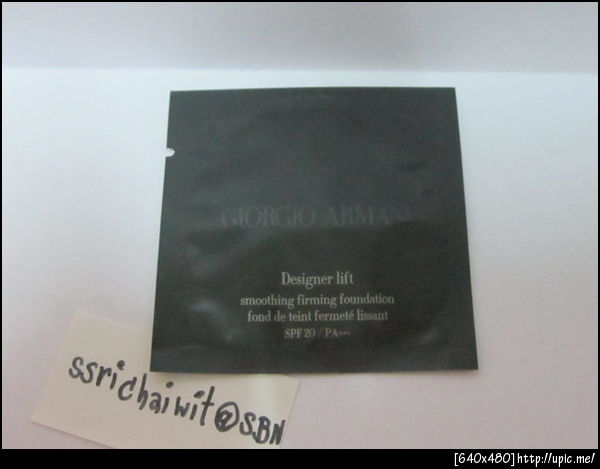 GIORGIO ARMANI
Designer lift
smoothing firming foundation
fond de teint fermeté lissant
SPF 20 / PA+++
ssrichaiwit@SBN
[640x480]http://upic.me/